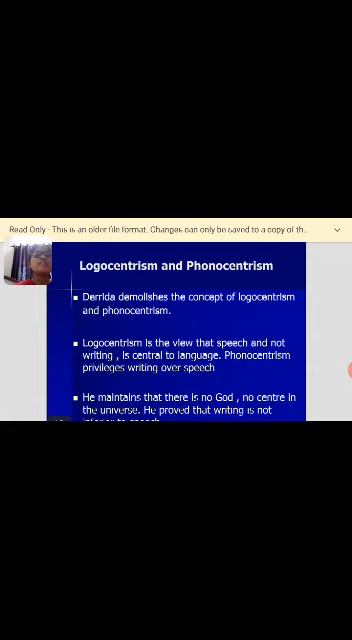 Read Only - This is an older file format. Changes can only be saved to a copy of th...
Logocentrism and Phonocentrism
Derrida demolishes the concept of logocentrism
and phonocentrism.
Logocentrism is the view that speech and not
writing , is central to language. Phonocentrism
privileges writing over speech
He maintains that there is no God , no centre in
the universe. He proved that writing is not
inferior to speech